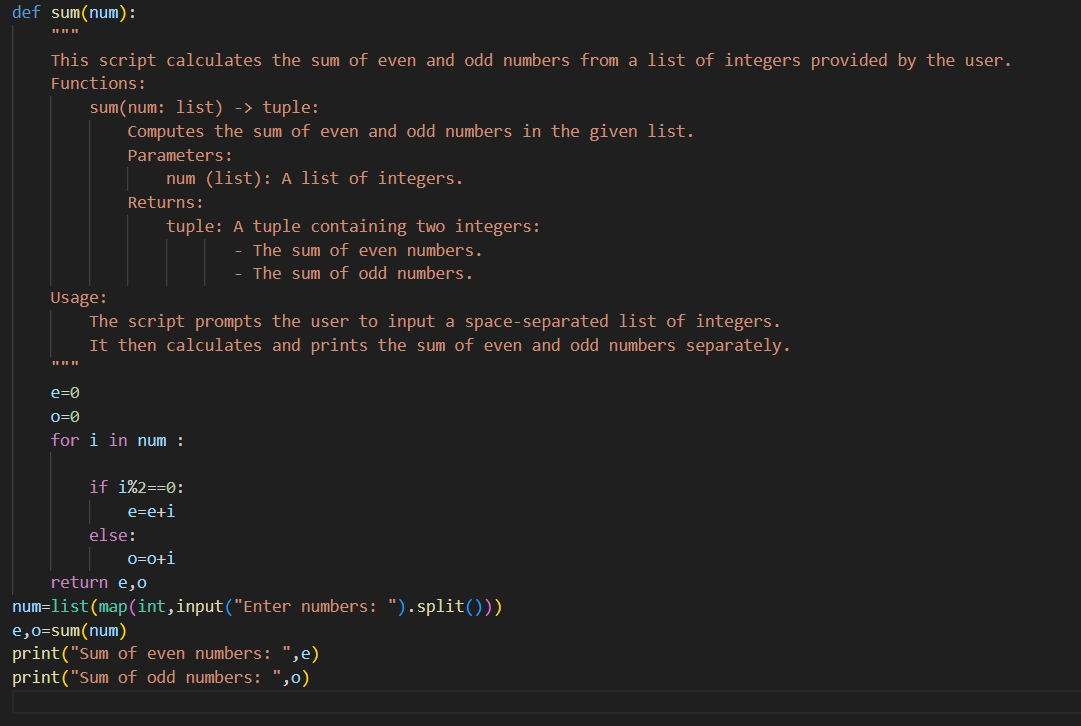 def sum(num):
    """
    This script calculates the sum of even and odd numbers from a list of integers provided by the user.
    Functions:
        sum(num: list) -> tuple:
            Computes the sum of even and odd numbers in the given list.
            Parameters:
                num (list): A list of integers.
            Returns:
                tuple: A tuple containing two integers:
                       - The sum of even numbers.
                       - The sum of odd numbers.
    Usage:
        The script prompts the user to input a space-separated list of integers.
        It then calculates and prints the sum of even and odd numbers separately.
    """
    e=0
    o=0
    for i in num :
        if i%2==0:
            e=e+i
        else:
            o=o+i
    return e,o
num=list(map(int,input("Enter numbers: ").split()))
e,o=sum(num)
print("Sum of even numbers: ",e)
print("Sum of odd numbers: ",o)